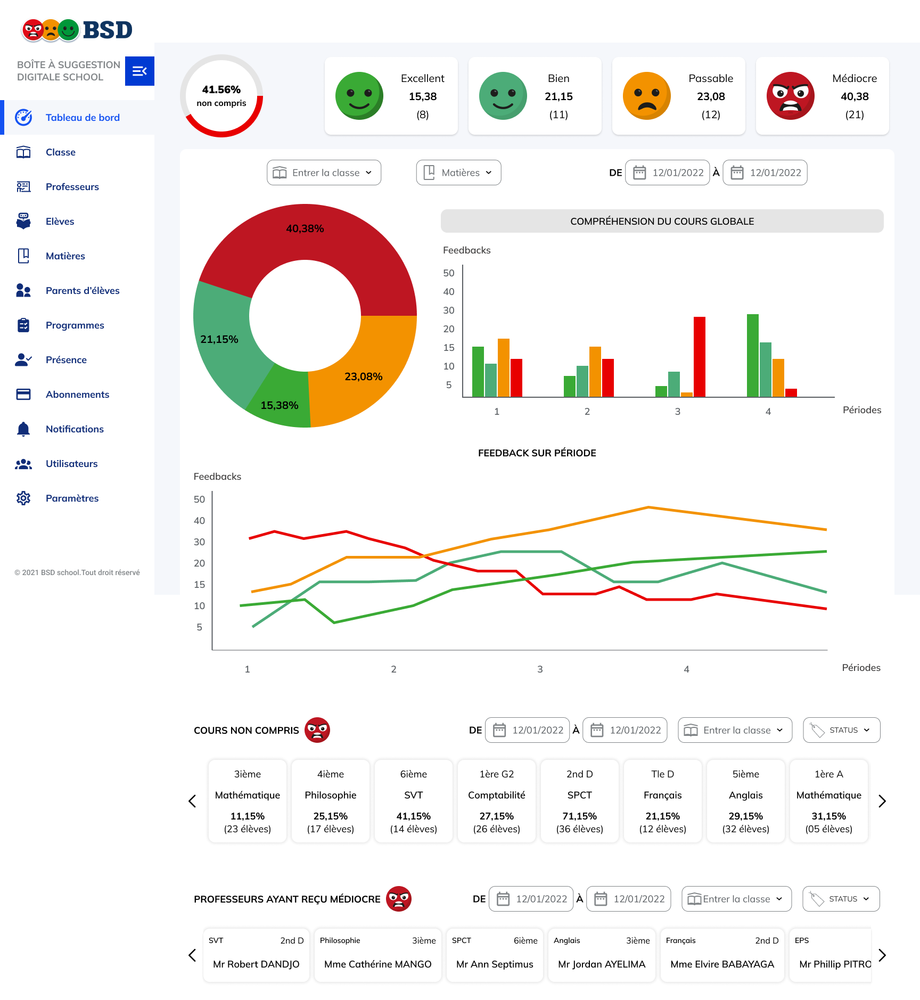 BSD
BOÎTE À SUGGESTION
DIGITALE SCHOOL
Tableau de bord
Classe
Professeurs
Elèves
Matières
Parents d’élèves
Programmes
Présence
Abonnements
Notifications
Utilisateurs
Paramètres
© 2021 BSD school.Tout droit réservé
41.56%
non compris
Excellent
15,38
(8)
Bien
21,15
(11)
Passable
23,08
(12)
Médiocre
40,38
(21)
Entrer la classe
Matières
DE 12/01/2022 À 12/01/2022
40,38%
21,15%
23,08%
15,38%
COMPRÉHENSION DU COURS GLOBALE
Feedbacks
50
40
30
20
15
10
5
1 2 3 4 Périodes
FEEDBACK SUR PÉRIODE
Feedbacks
50
40
30
20
15
10
5
1 2 3 4 Périodes
COURS NON COMPRIS
DE 12/01/2022 À 12/01/2022 Entrer la classe STATUS
3ième
Mathématique
11,15%
(23 élèves)
4ième
Philosophie
25,15%
(17 élèves)
6ième
SVT
41,15%
(14 élèves)
1ère G2
Comptabilité
27,15%
(26 élèves)
2nd D
SPCT
71,15%
(36 élèves)
Tle D
Français
21,15%
(12 élèves)
5ième
Anglais
29,15%
(32 élèves)
1ère A
Mathématique
31,15%
(05 élèves)
PROFESSEURS AYANT REÇU MÉDIOCRE
DE 12/01/2022 À 12/01/2022 Entrer la classe STATUS
SVT 2nd D
Mr Robert DANDJO
Philosophie 3ième
Mme Cathérine MANGO
SPCT 6ième
Mr Ann Septimus
Anglais 3ième
Mr Jordan AYELIMA
Français 2nd D
Mme Elvire BABAYAGA
EPS
Mr Phillip PITRO